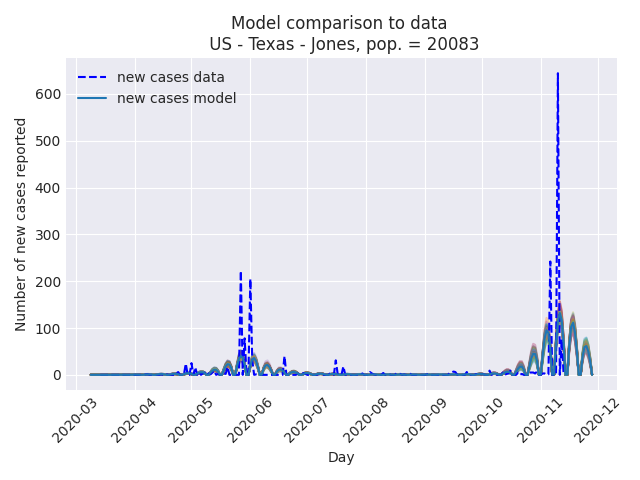 Model comparison to data
US - Texas - Jones, pop. = 20083
new cases data
new cases model
Number of new cases reported
600
500
400
300
200
100
0
2020-03
2020-04
2020-05
2020-06
2020-07
2020-08
2020-09
2020-10
2020-11
2020-12
Day